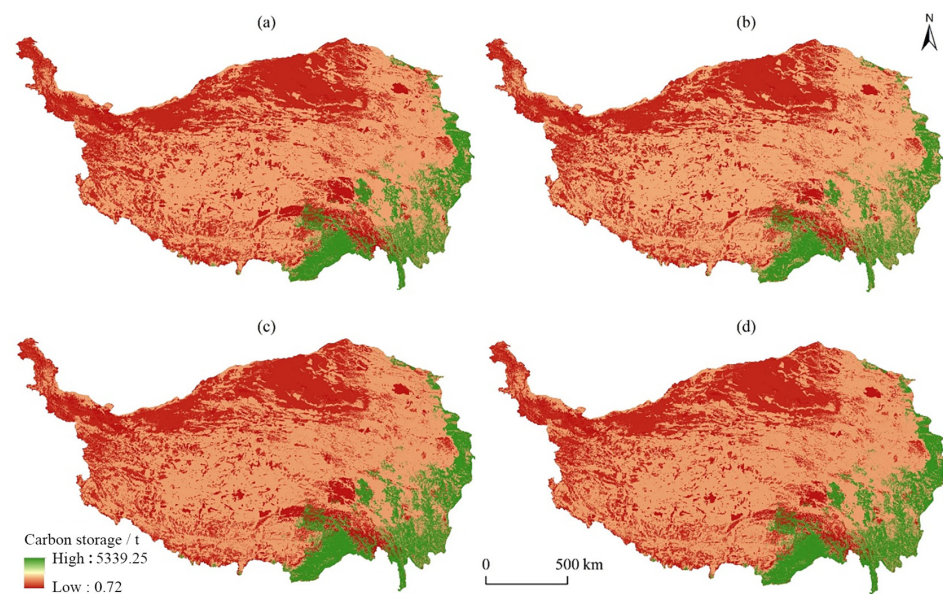 (a)
(b)
N
(c)
(d)
Carbon storage / t
High : 5339.25
Low : 0.72
0
500 km